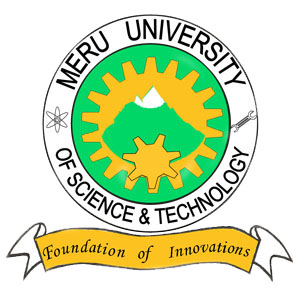 MERU UNIVERSITY
OF SCIENCE & TECHNOLOGY
Foundation of Innovations